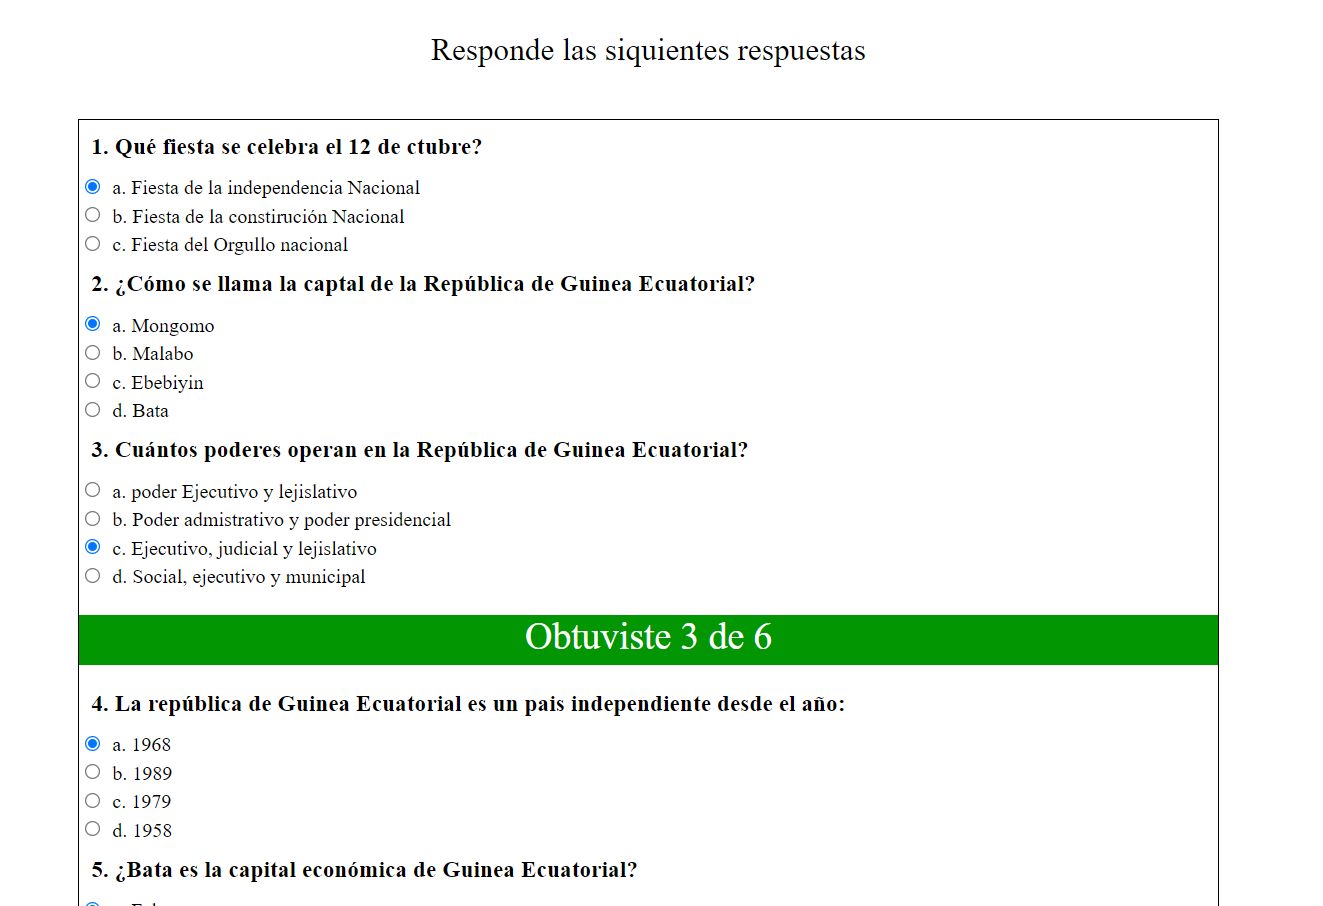 Responde las siquientes respuestas
1. Qué fiesta se celebra el 12 de ctubre?
a. Fiesta de la independencia Nacional
b. Fiesta de la constirución Nacional
c. Fiesta del Orgullo nacional
2. ¿Cómo se llama la captal de la República de Guinea Ecuatorial?
a. Mongomo
b. Malabo
c. Ebebiyin
d. Bata
3. Cuántos poderes operan en la República de Guinea Ecuatorial?
a. poder Ejecutivo y lejislativo
b. Poder admistrativo y poder presidencial
c. Ejecutivo, judicial y lejislativo
d. Social, ejecutivo y municipal
Obtuviste 3 de 6
4. La república de Guinea Ecuatorial es un pais independiente desde el año:
a. 1968
b. 1989
c. 1979
d. 1958
5. ¿Bata es la capital económica de Guinea Ecuatorial?